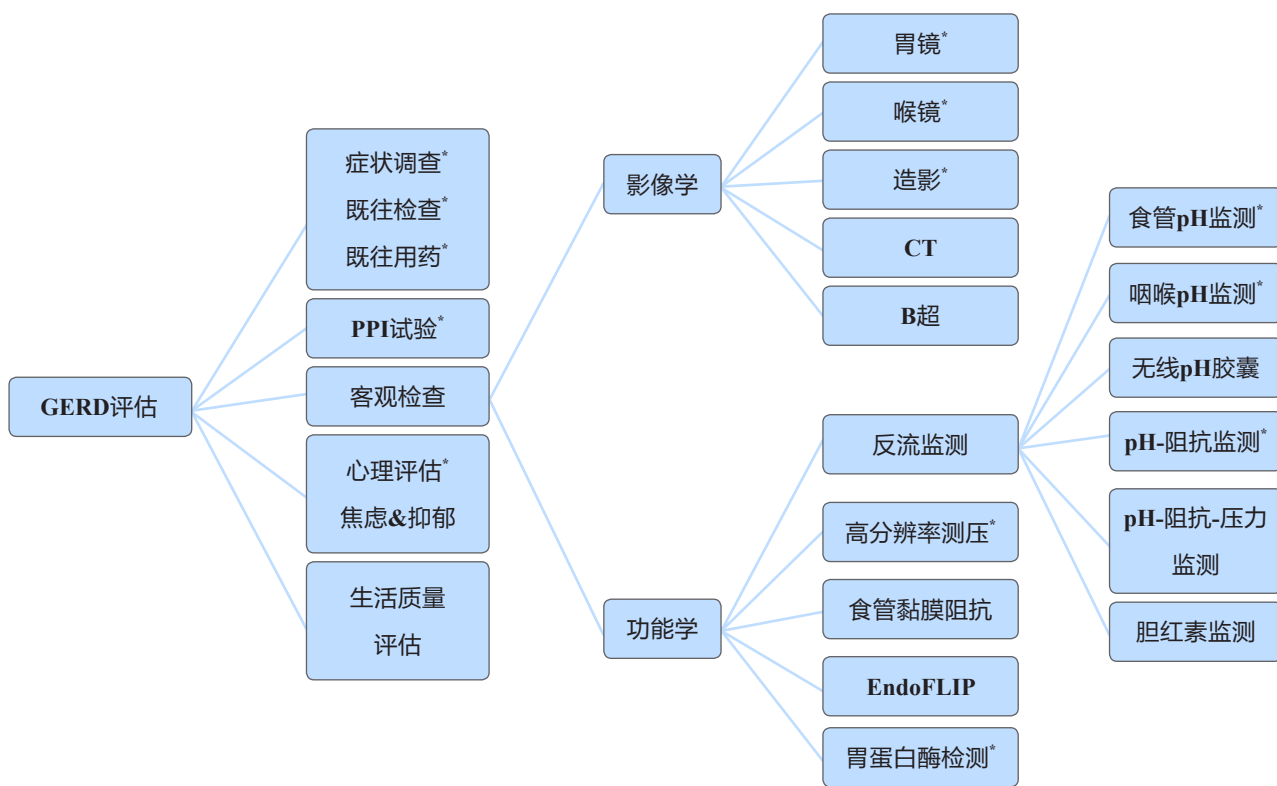 GERD评估
症状调查*
既往检查*
既往用药*
PPI试验*
客观检查
心理评估*
焦虑&抑郁
生活质量
评估
影像学
功能学
胃镜*
喉镜*
造影*
CT
B超
反流监测
高分辨率测压*
食管黏膜阻抗
EndoFLIP
胃蛋白酶检测*
食管pH监测*
咽喉pH监测*
无线pH胶囊
pH-阻抗监测*
pH-阻抗-压力
监测
胆红素监测